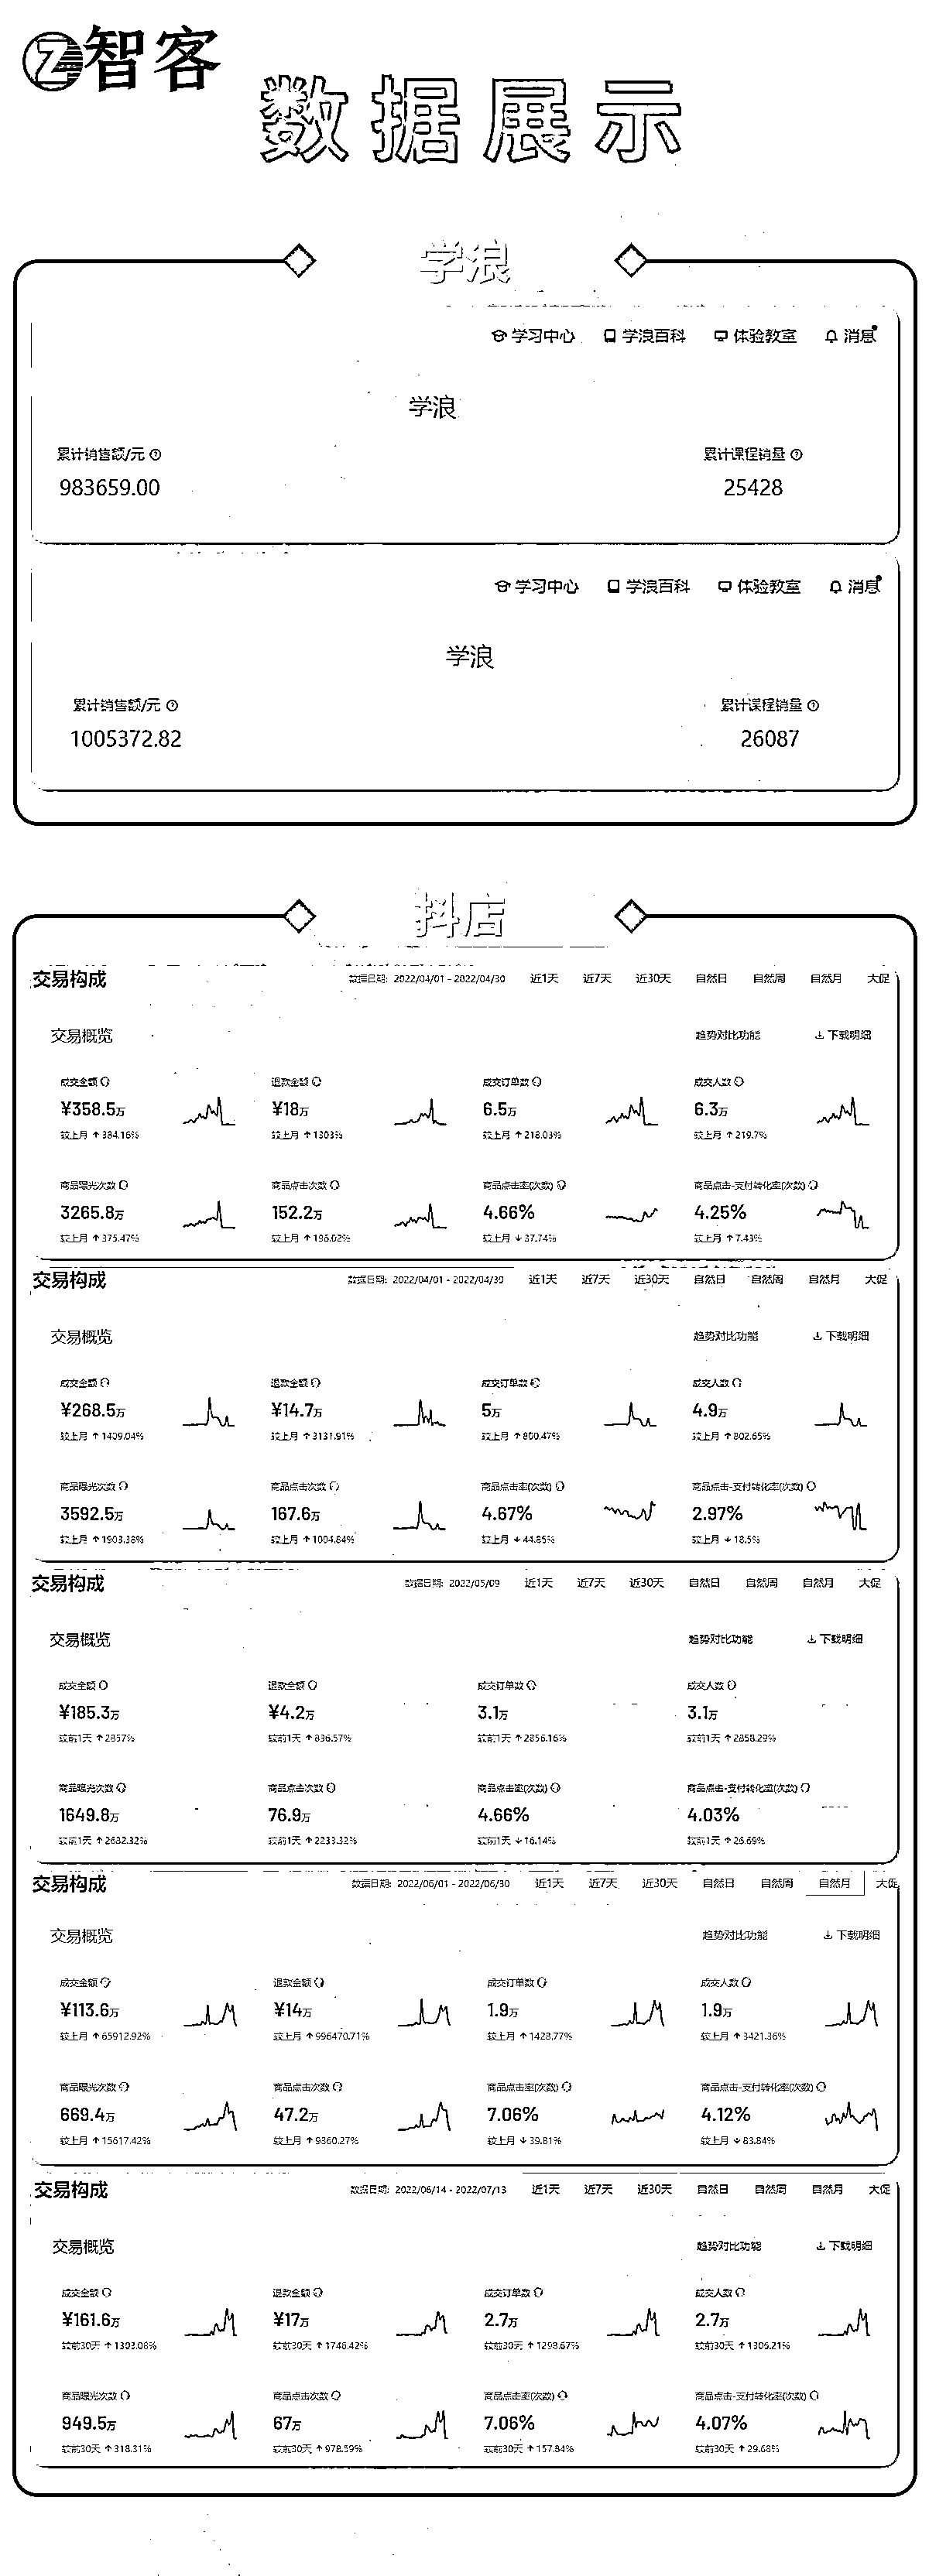 Z智客
数据展示
学浪
学习中心 学浪百科 体验教室 消息
学浪
累计销售额/元 累计课程销量
983659.00 25428
学习中心 学浪百科 体验教室 消息
学浪
累计销售额/元 累计课程销量
1005372.82 26087
抖店
交易构成 数据日期: 2022/04/01 - 2022/04/30 近1天 近7天 近30天 自然日 自然周 自然月 大促
交易概览 趋势对比功能 下载明细
成交金额 退款金额 成交订单数 成交人数
¥358.5万 ¥18万 6.5万 6.3万
较上月 ↑ 384.16% 较上月 ↑ 1303% 较上月 ↑ 218.03% 较上月 ↑ 219.7%
商品曝光次数 商品点击次数 商品点击率(次数) 商品点击-支付转化率(次数)
3265.8万 152.2万 4.66% 4.25%
较上月 ↑ 375.47% 较上月 ↑ 196.02% 较上月 ↓ 37.74% 较上月 ↑ 7.43%
交易构成 数据日期: 2022/04/01 - 2022/04/30 近1天 近7天 近30天 自然日 自然周 自然月 大促
交易概览 趋势对比功能 下载明细
成交金额 退款金额 成交订单数 成交人数
¥268.5万 ¥14.7万 5万 4.9万
较上月 ↑ 1409.04% 较上月 ↑ 3131.91% 较上月 ↑ 800.47% 较上月 ↑ 802.65%
商品曝光次数 商品点击次数 商品点击率(次数) 商品点击-支付转化率(次数)
3592.5万 167.6万 4.67% 2.97%
较上月 ↑ 1903.38% 较上月 ↑ 1004.84% 较上月 ↓ 44.85% 较上月 ↓ 18.5%
交易构成 数据日期: 2022/05/09 近1天 近7天 近30天 自然日 自然周 自然月 大促
交易概览 趋势对比功能 下载明细
成交金额 退款金额 成交订单数 成交人数
¥185.3万 ¥4.2万 3.1万 3.1万
较前1天 ↑ 2857% 较前1天 ↑ 836.57% 较前1天 ↑ 2856.16% 较前1天 ↑ 2858.29%
商品曝光次数 商品点击次数 商品点击率(次数) 商品点击-支付转化率(次数)
1649.8万 76.9万 4.66% 4.03%
较前1天 ↑ 2682.32% 较前1天 ↑ 2233.32% 较前1天 ↓ 16.14% 较前1天 ↑ 26.69%
交易构成 数据日期: 2022/06/01 - 2022/06/30 近1天 近7天 近30天 自然日 自然周 自然月 大促
交易概览 趋势对比功能 下载明细
成交金额 退款金额 成交订单数 成交人数
¥113.6万 ¥14万 1.9万 1.9万
较上月 ↑ 65912.92% 较上月 ↑ 996470.71% 较上月 ↑ 1428.77% 较上月 ↑ 3421.36%
商品曝光次数 商品点击次数 商品点击率(次数) 商品点击-支付转化率(次数)
669.4万 47.2万 7.06% 4.12%
较上月 ↑ 15617.42% 较上月 ↑ 9360.27% 较上月 ↓ 39.81% 较上月 ↓ 83.84%
交易构成 数据日期: 2022/06/14 - 2022/07/13 近1天 近7天 近30天 自然日 自然周 自然月 大促
交易概览 趋势对比功能 下载明细
成交金额 退款金额 成交订单数 成交人数
¥161.6万 ¥17万 2.7万 2.7万
较前30天 ↑ 1303.08% 较前30天 ↑ 1746.42% 较前30天 ↑ 1298.67% 较前30天 ↑ 1306.21%
商品曝光次数 商品点击次数 商品点击率(次数) 商品点击-支付转化率(次数)
949.5万 67万 7.06% 4.07%
较前30天 ↑ 318.31% 较前30天 ↑ 978.59% 较前30天 ↑ 157.84% 较前30天 ↑ 29.68%